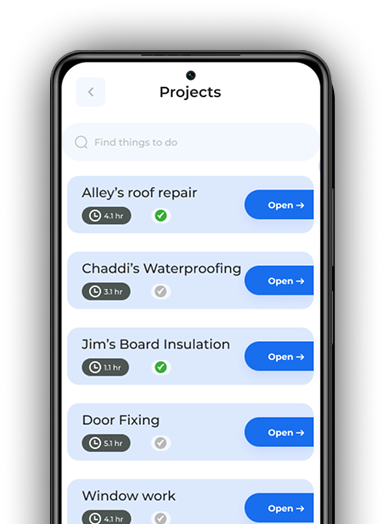 Projects
Find things to do
Alley's roof repair
4.1 hr
Open →
Chaddi's Waterproofing
3.1 hr
Open →
Jim's Board Insulation
1.1 hr
Open →
Door Fixing
5.1 hr
Open →
Window work
4.1 hr
Open →